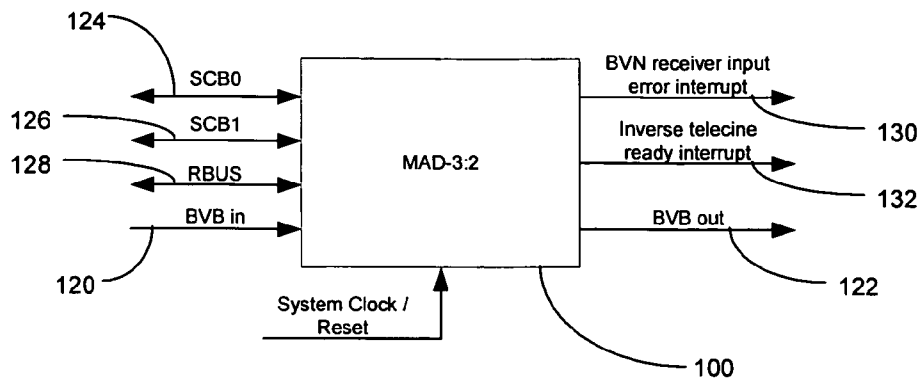 124
SCB0
BVN receiver input
error interrupt
126
SCB1
130
128
RBUS
MAD-3:2
Inverse telecine
ready interrupt
132
BVB in
BVB out
120
122
System Clock /
Reset
100